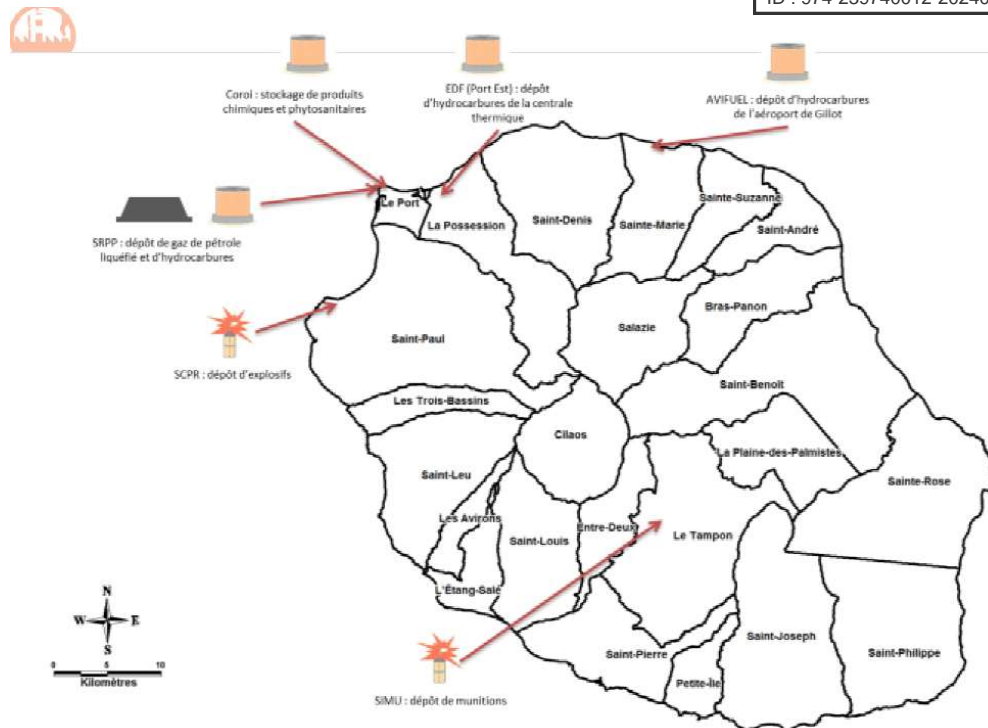 Coroi : stockage de produits
chimiques et phytosanitaires
EDF (Port Est) : dépôt
d'hydrocarbures de la centrale
thermique
AVIFUEL : dépôt d'hydrocarbures
de l'aéroport de Gillot
SRPP : dépôt de gaz de pétrole
liquéfié et d'hydrocarbures
SCPR : dépôt d'explosifs
SIMU : dépôt de munitions
Le Port
La Possession
Saint-Denis
Sainte-Marie
Sainte-Suzanne
Saint-André
Bras-Panon
Salazie
Saint-Paul
Saint-Benoît
Les Trois-Bassins
Cilaos
La Plaine-des-Palmistes
Saint-Leu
Sainte-Rose
Les Avirons
Saint-Louis
Entre-Deux
Le Tampon
L'Étang-Salé
Saint-Pierre
Petite-Île
Saint-Joseph
Saint-Philippe
N
W
E
S
0 5 10
Kilomètres